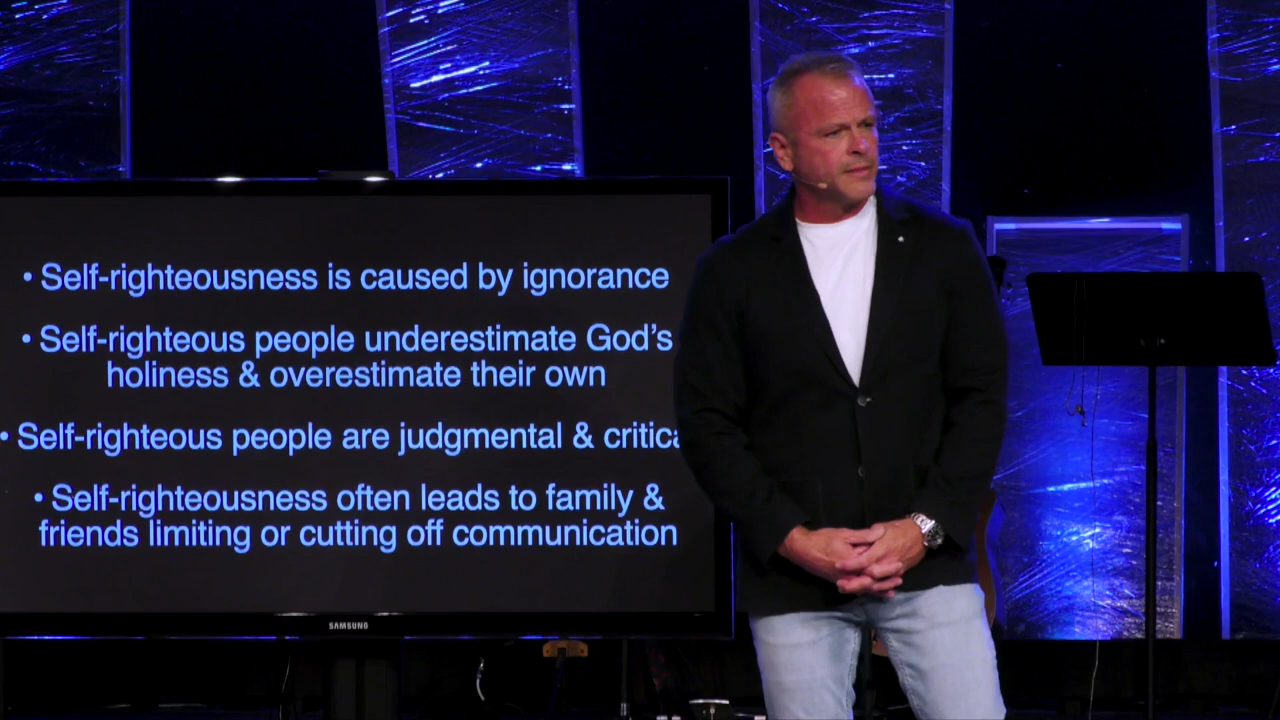 • Self-righteousness is caused by ignorance
• Self-righteous people underestimate God's
holiness & overestimate their own
• Self-righteous people are judgmental & critica
• Self-righteousness often leads to family &
friends limiting or cutting off communication
SAMSUNG